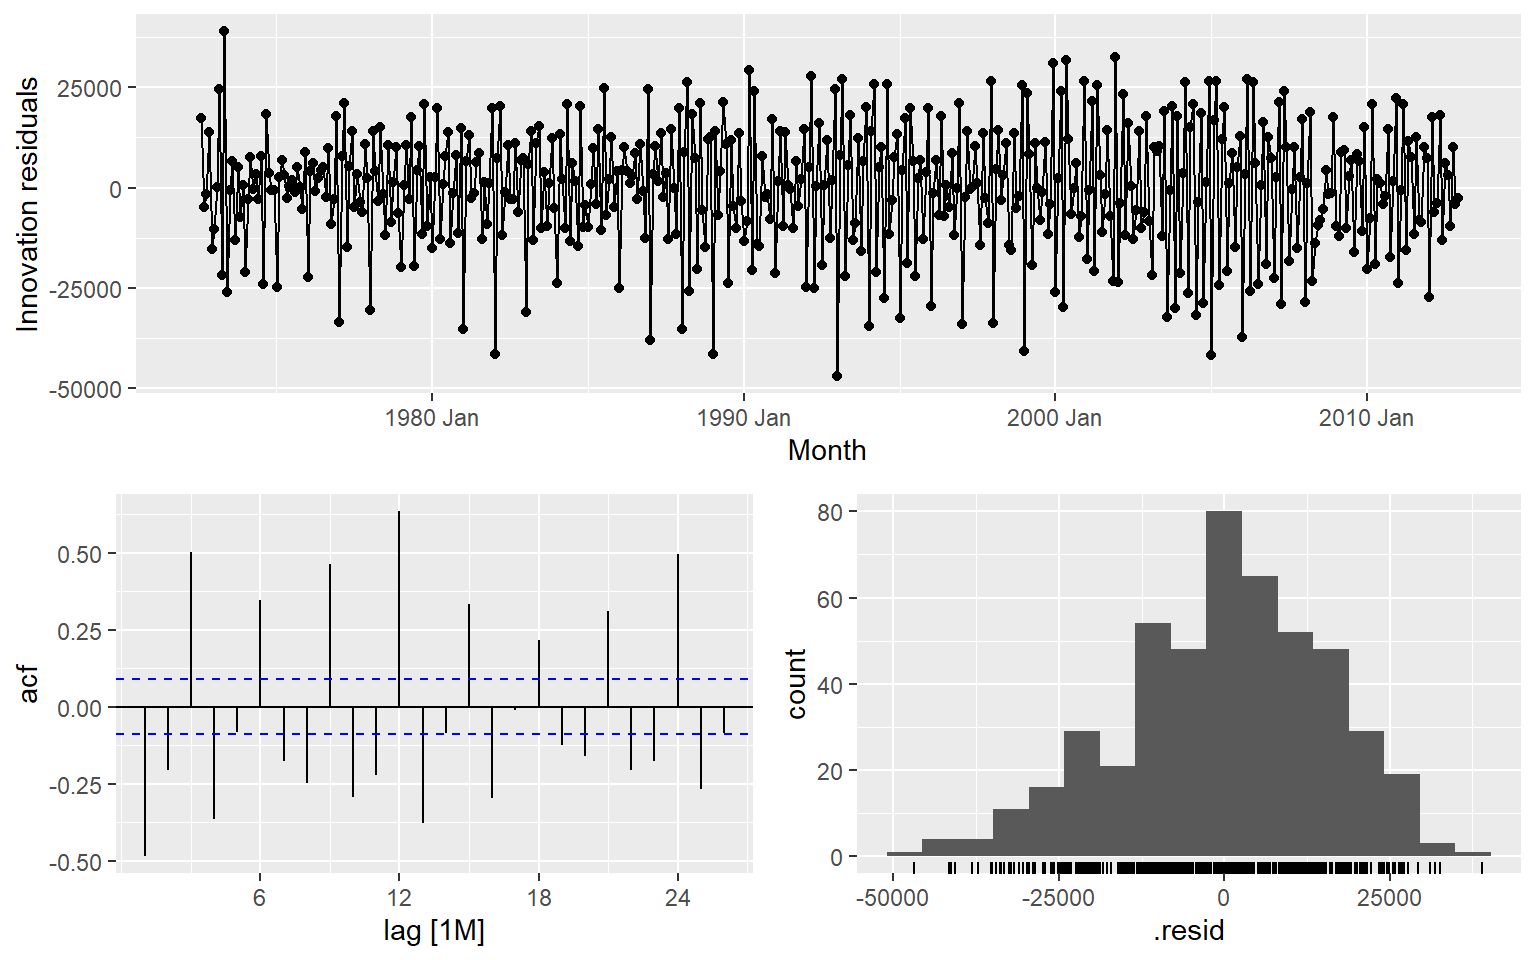 Innovation residuals
25000
0
-25000
-50000
1980 Jan
1990 Jan
2000 Jan
2010 Jan
Month
acf
0.50
0.25
0.00
-0.25
-0.50
6
12
18
24
lag [1M]
count
80
60
40
20
0
-50000
-25000
0
25000
.resid